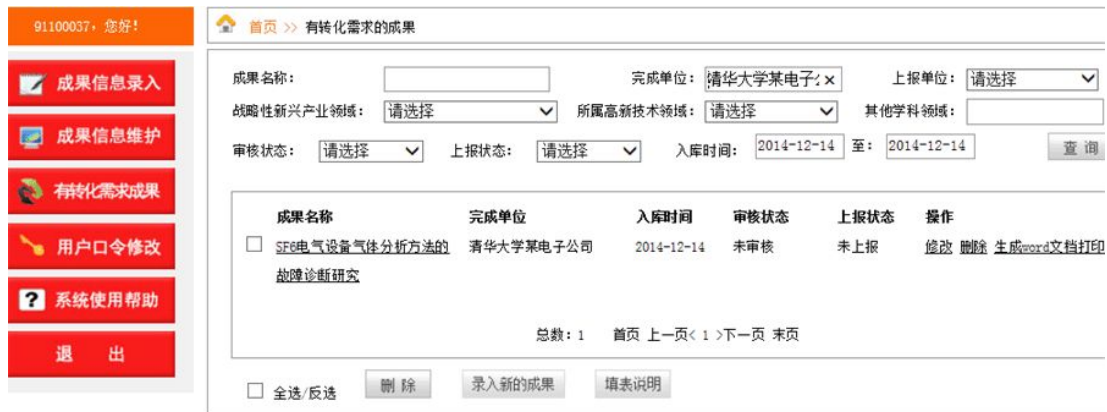 91100037，您好！
首页 >> 有转化需求的成果
成果信息录入
成果信息维护
有转化需求成果
用户口令修改
系统使用帮助
退 出
成果名称： 完成单位： 清华大学某电子 上报单位： 请选择
战略性新兴产业领域： 请选择 所属高新技术领域： 请选择 其他学科领域：
审核状态： 请选择 上报状态： 请选择 入库时间： 2014-12-14 至： 2014-12-14 查 询
成果名称 完成单位 入库时间 审核状态 上报状态 操作
SF6电气设备气体分析方法的 清华大学某电子公司 2014-12-14 未审核 未上报 修改 删除 生成word文档打印
故障诊断研究
总数：1 首页 上一页< 1 >下一页 末页
全选/反选 删 除 录入新的成果 填表说明